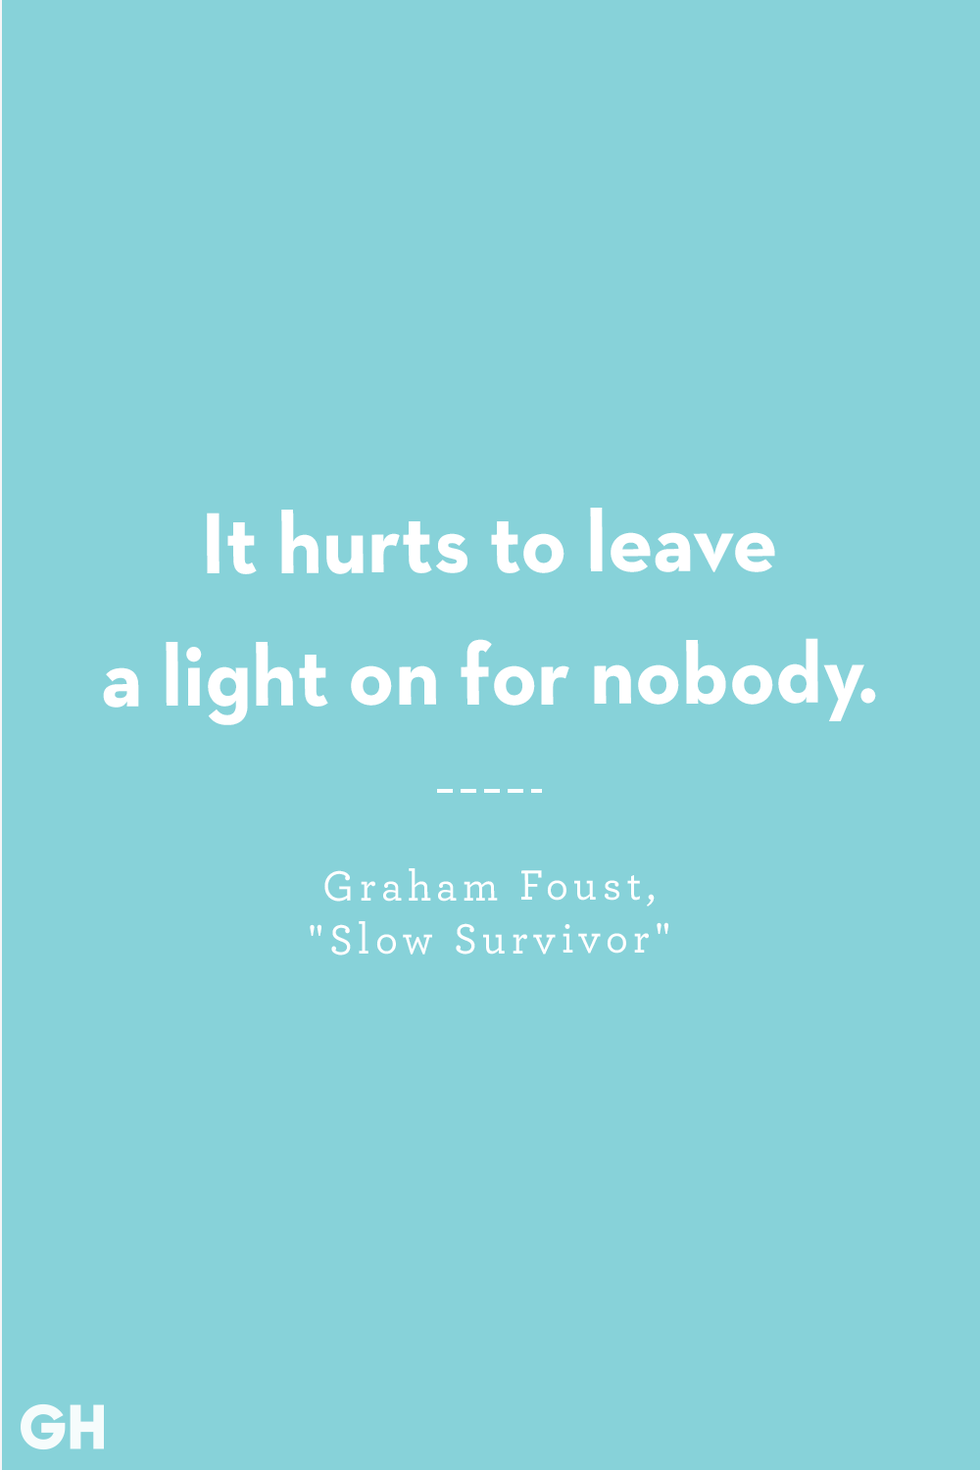 It hurts to leave
a light on for nobody.
Graham Foust,
"Slow Survivor"
GH